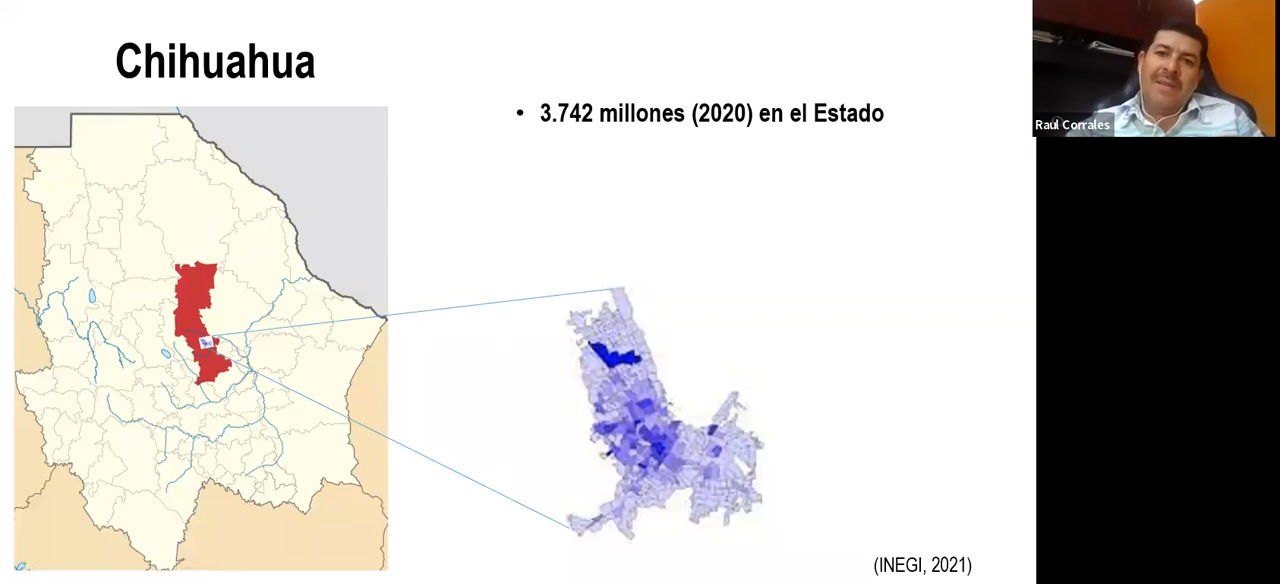 Chihuahua
• 3.742 millones (2020) en el Estado
Raul Corrales
(INEGI, 2021)